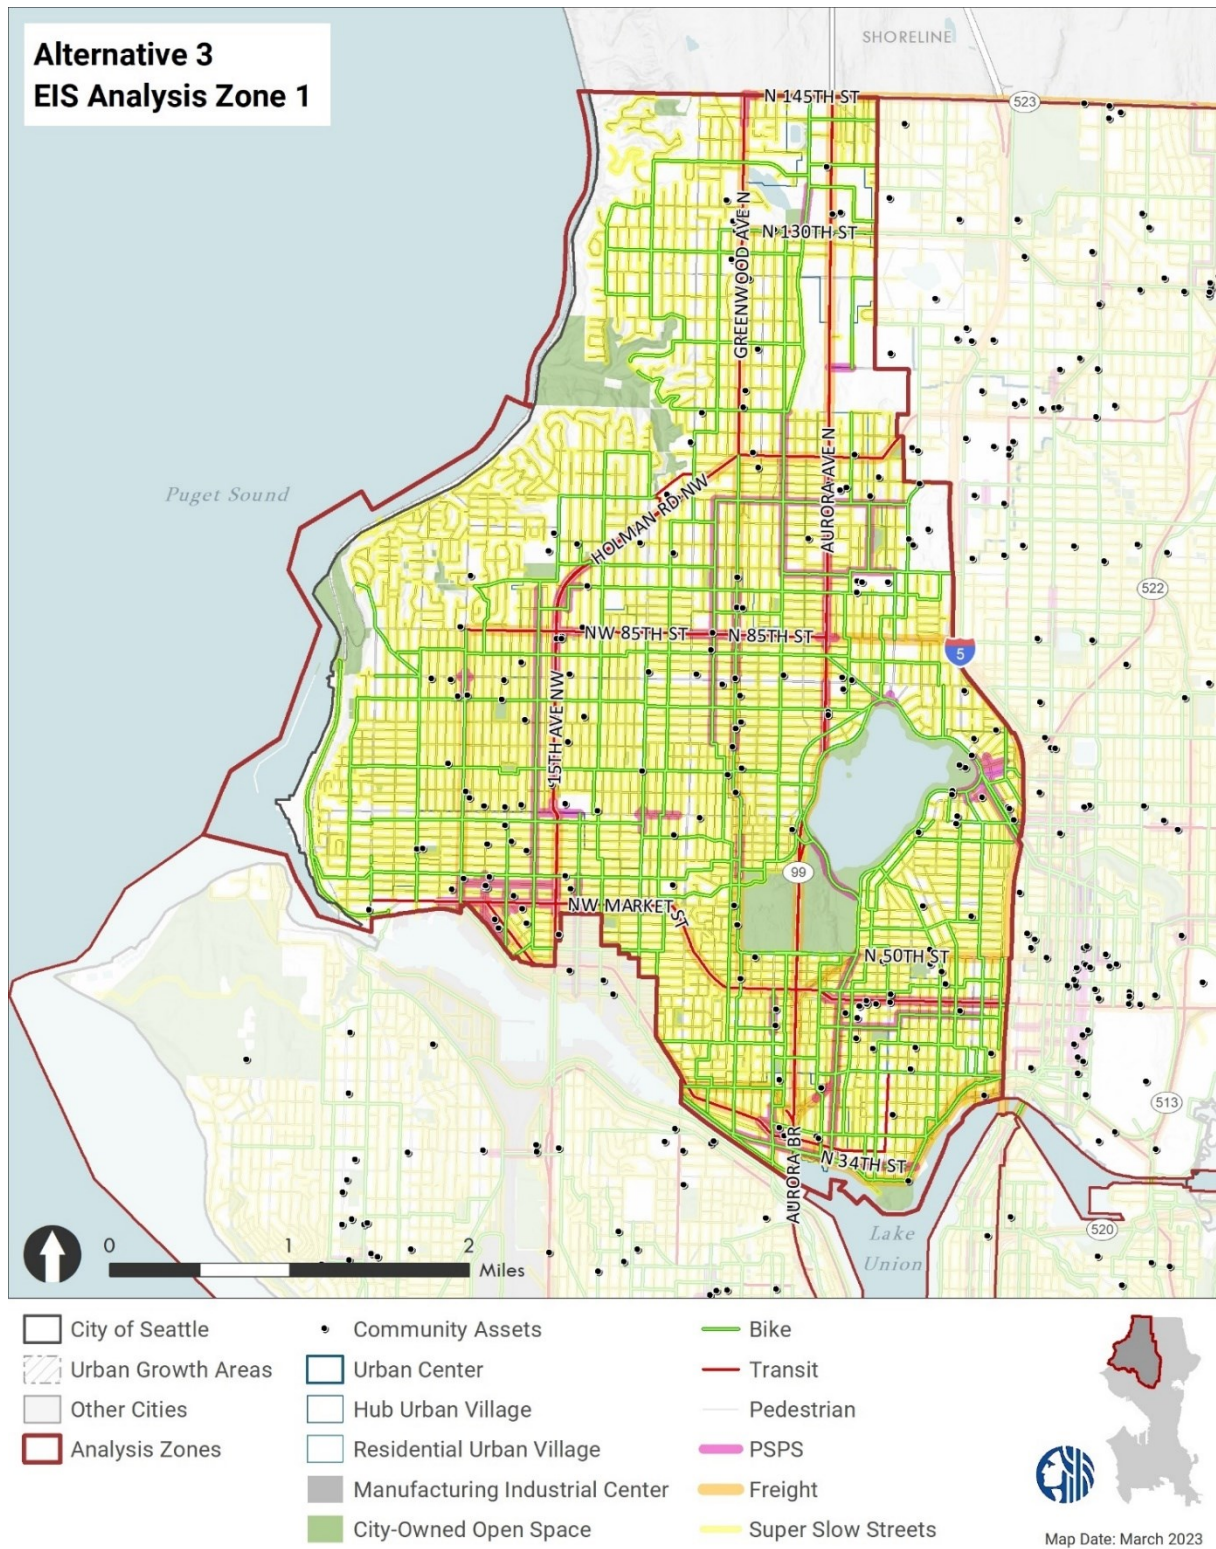 Alternative 3
EIS Analysis Zone 1
SHORELINE
N 145TH ST
523
GREENWOOD AVE N
N 130TH ST
Puget Sound
HOLMAN RD NW
AURORA AVE N
522
NW 85TH ST
N 85TH ST
5
15TH AVE NW
99
NW MARKET ST
N 50TH ST
513
N 34TH ST
AURORA BR
520
Lake
Union
0 1 2
Miles
City of Seattle
Urban Growth Areas
Other Cities
Analysis Zones
Community Assets
Urban Center
Hub Urban Village
Residential Urban Village
Manufacturing Industrial Center
City-Owned Open Space
Bike
Transit
Pedestrian
PSPS
Freight
Super Slow Streets
Map Date: March 2023